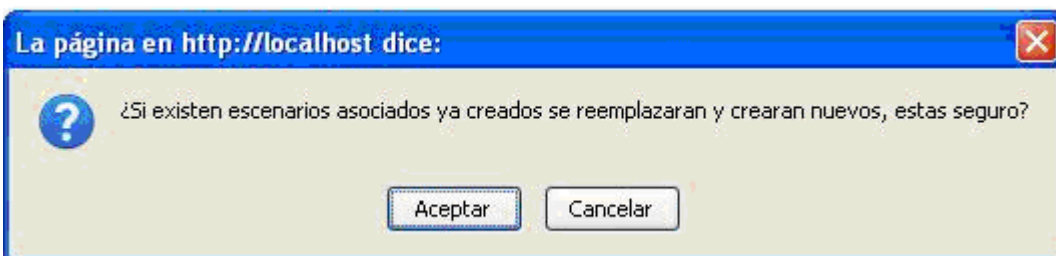 La página en http://localhost dice:
¿Si existen escenarios asociados ya creados se reemplazaran y crearan nuevos, estas seguro?
Aceptar
Cancelar